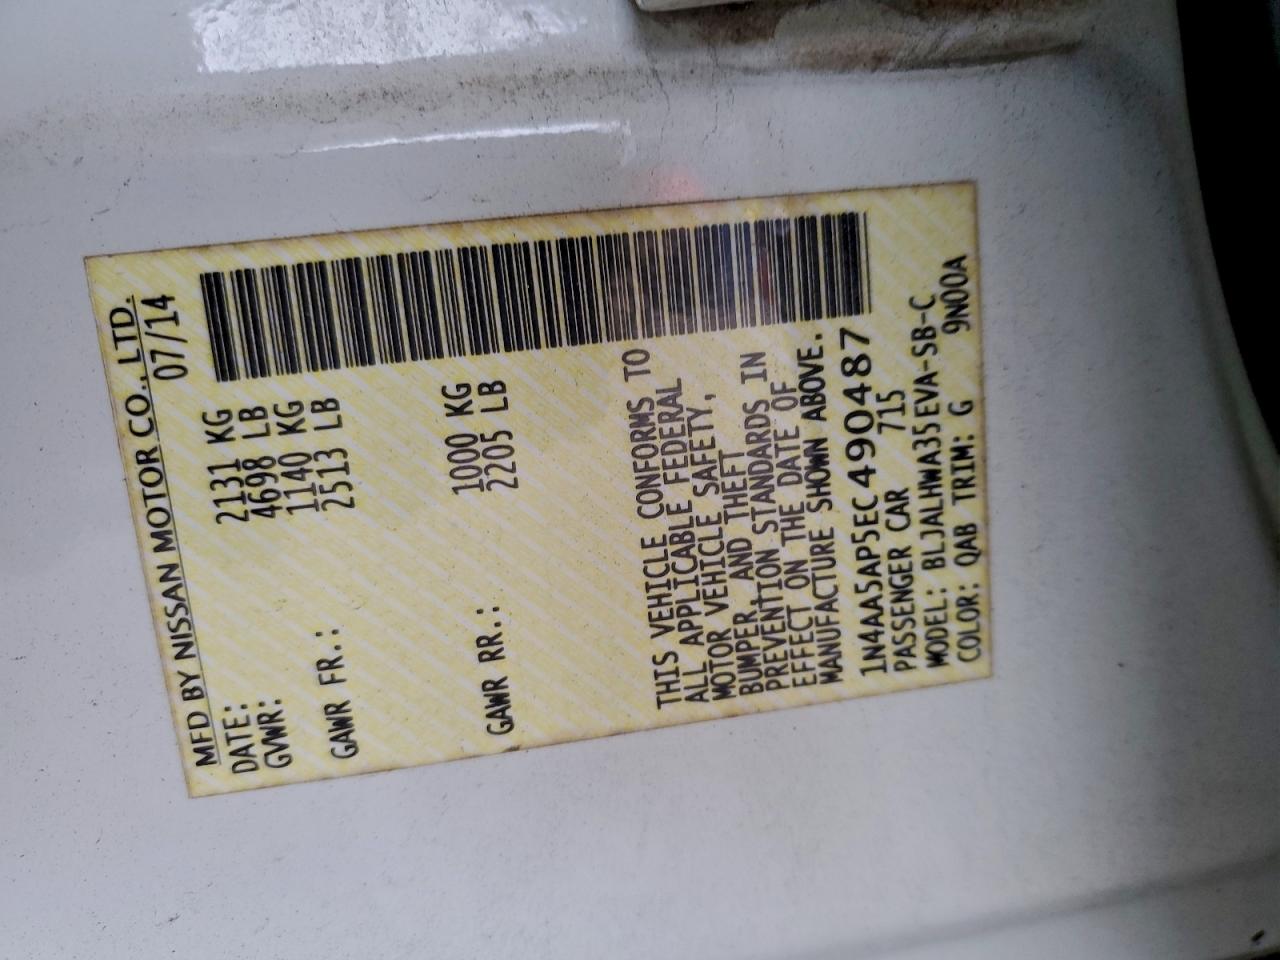 MFD BY NISSAN MOTOR CO., LTD.
DATE: 07/14
GVWR: 2131 KG
4698 LB
GAWR FR.: 1140 KG
2513 LB
GAWR RR.: 1000 KG
2205 LB
THIS VEHICLE CONFORMS TO
ALL APPLICABLE FEDERAL
MOTOR VEHICLE SAFETY,
BUMPER, AND THEFT
PREVENTION STANDARDS IN
EFFECT ON THE DATE OF
MANUFACTURE SHOWN ABOVE.
1N4AA5AP5EC490487
PASSENGER CAR 715
MODEL: BLJALHWA35EVA-SB-C
COLOR: QAB TRIM: G 9N00A